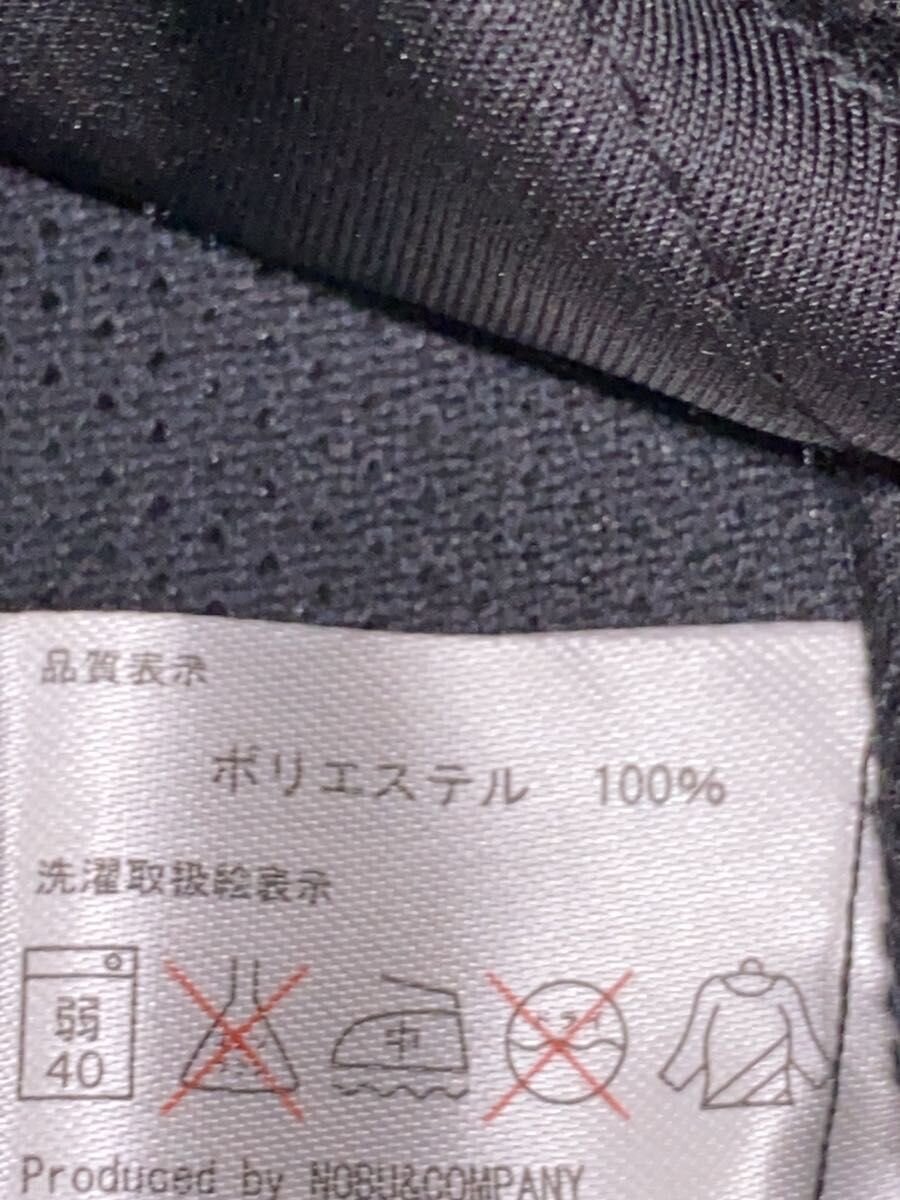 品質表示
ポリエステル 100%
洗濯取扱絵表示
弱
40
中
Produced by NOBU&COMPANY